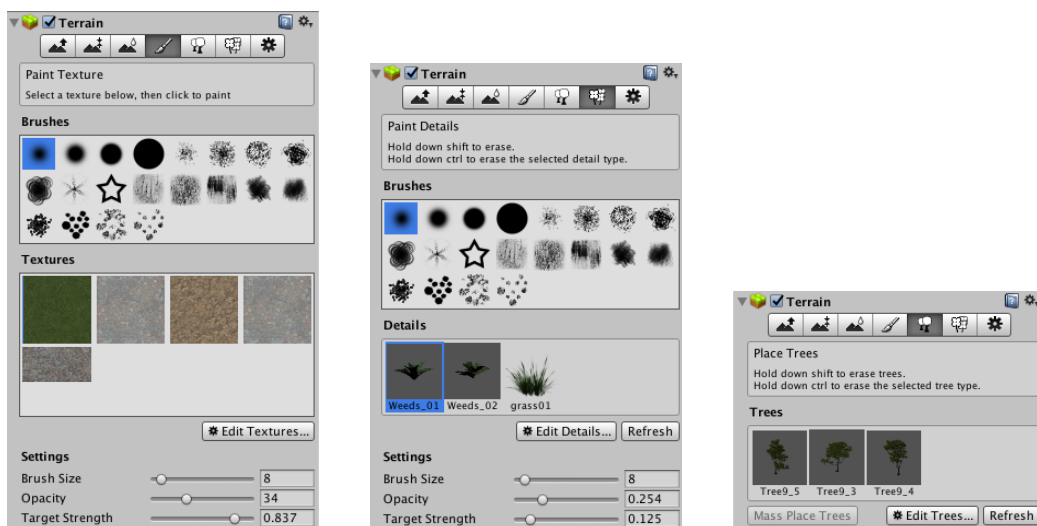 Terrain
Paint Texture
Select a texture below, then click to paint
Brushes
Textures
Edit Textures...
Settings
Brush Size 8
Opacity 34
Target Strength 0.837
Terrain
Paint Details
Hold down shift to erase.
Hold down ctrl to erase the selected detail type.
Brushes
Details
Weeds_01 Weeds_02 grass01
Edit Details... Refresh
Settings
Brush Size 8
Opacity 0.254
Target Strength 0.125
Terrain
Place Trees
Hold down shift to erase trees.
Hold down ctrl to erase the selected tree type.
Trees
Tree9_5 Tree9_3 Tree9_4
Mass Place Trees Edit Trees... Refresh